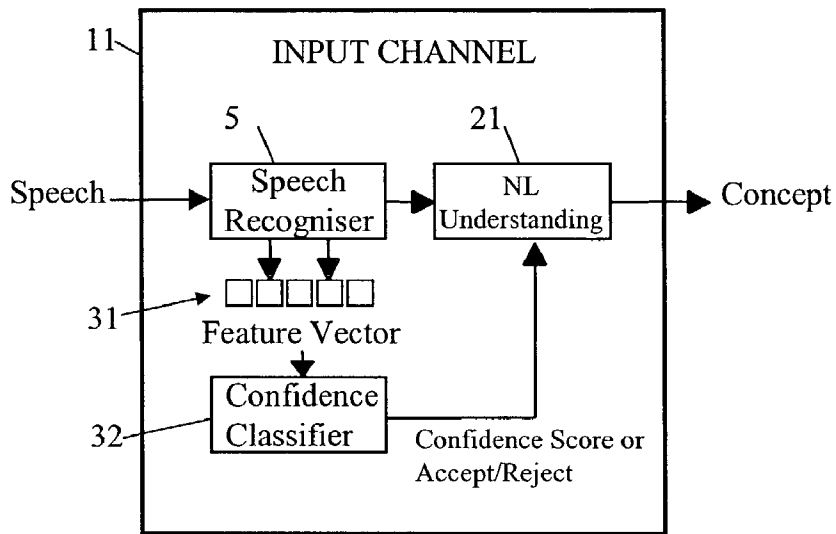 11
INPUT CHANNEL
5
21
Speech
Speech
Recogniser
NL
Understanding
Concept
31
Feature Vector
32
Confidence
Classifier
Confidence Score or
Accept/Reject